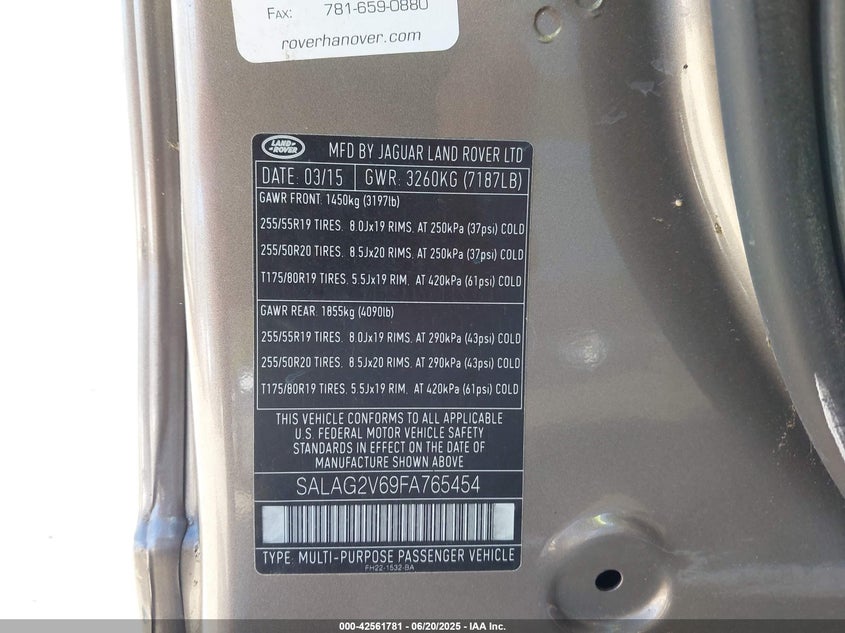 FAX: 781-659-0880
roverhanover.com
LAND ROVER
MFD BY JAGUAR LAND ROVER LTD
DATE: 03/15 GWR: 3260KG (7187LB)
GAWR FRONT: 1450kg (3197lb)
255/55R19 TIRES. 8.0Jx19 RIMS. AT 250kPa (37psi) COLD
255/50R20 TIRES. 8.5Jx20 RIMS. AT 250kPa (37psi) COLD
T175/80R19 TIRES. 5.5Jx19 RIM. AT 420kPa (61psi) COLD
GAWR REAR: 1855kg (4090lb)
255/55R19 TIRES. 8.0Jx19 RIMS. AT 290kPa (43psi) COLD
255/50R20 TIRES. 8.5Jx20 RIMS. AT 290kPa (43psi) COLD
T175/80R19 TIRES. 5.5Jx19 RIM. AT 420kPa (61psi) COLD
THIS VEHICLE CONFORMS TO ALL APPLICABLE
U.S. FEDERAL MOTOR VEHICLE SAFETY
STANDARDS IN EFFECT ON THE DATE OF
MANUFACTURE SHOWN ABOVE
SALAG2V69FA765454
TYPE: MULTI-PURPOSE PASSENGER VEHICLE
FH22-1532-BA
000-42561781 - 06/20/2025 - IAA Inc.